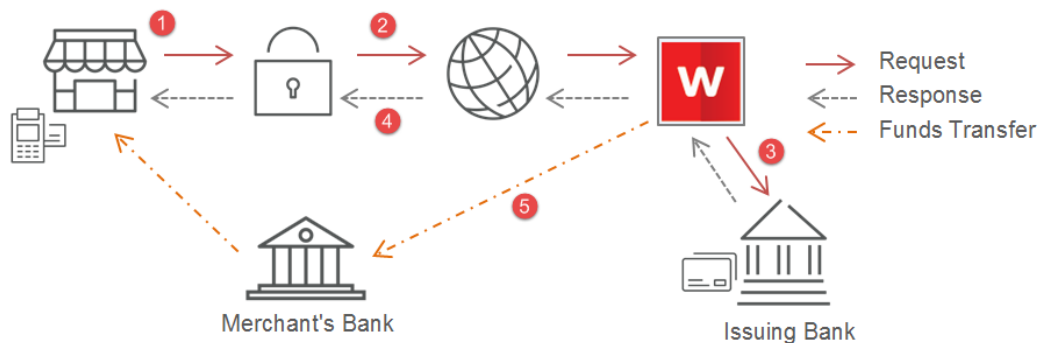 1
2
W
Request
Response
4
Funds Transfer
3
5
Merchant's Bank
Issuing Bank